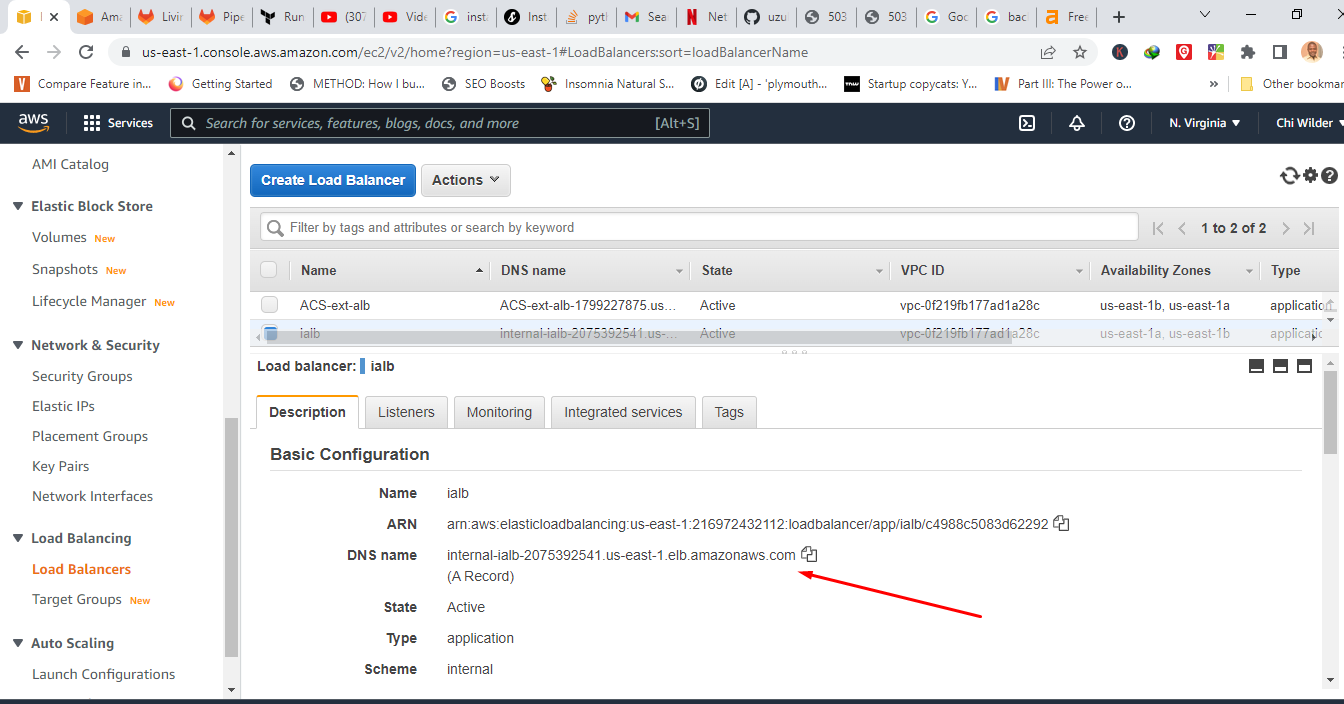 Ama
Livin
Pipe
Run
(307
Vide
inst
Inst
pyth
Sea
Net
uzul
503
503
Goo
bac
Free
us-east-1.console.aws.amazon.com/ec2/v2/home?region=us-east-1#LoadBalancers:sort=loadBalancerName
Compare Feature in... Getting Started METHOD: How I bu... SEO Boosts Insomnia Natural S... Edit [A] - 'plymouth... Startup copycats: Y... Part III: The Power o... » Other bookmar
aws Services Search for services, features, blogs, docs, and more [Alt+S] N. Virginia Chi Wilder
AMI Catalog
Elastic Block Store
Volumes New
Snapshots New
Lifecycle Manager New
Network & Security
Security Groups
Elastic IPs
Placement Groups
Key Pairs
Network Interfaces
Load Balancing
Load Balancers
Target Groups New
Auto Scaling
Launch Configurations
Create Load Balancer Actions
Filter by tags and attributes or search by keyword 1 to 2 of 2
Name DNS name State VPC ID Availability Zones Type
ACS-ext-alb ACS-ext-alb-1799227875.us... Active vpc-0f219fb177ad1a28c us-east-1b, us-east-1a applicatio
ialb internal-ialb-2075392541.us-... Active vpc-0f219fb177ad1a28c us-east-1a, us-east-1b applicatio
Load balancer: ialb
Description Listeners Monitoring Integrated services Tags
Basic Configuration
Name ialb
ARN arn:aws:elasticloadbalancing:us-east-1:216972432112:loadbalancer/app/ialb/c4988c5083d62292
DNS name internal-ialb-2075392541.us-east-1.elb.amazonaws.com
(A Record)
State Active
Type application
Scheme internal